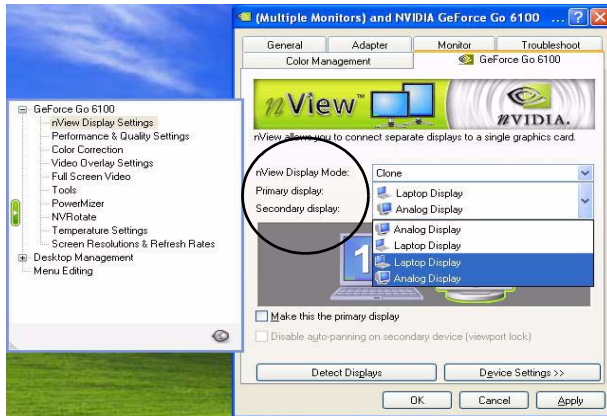 (Multiple Monitors) and NVIDIA GeForce Go 6100 ...
General Adapter Monitor Troubleshoot
Color Management GeForce Go 6100
nView™
nVIDIA.
nView allows you to connect separate displays to a single graphics card.
nView Display Mode: Clone
Primary display: Laptop Display
Secondary display: Analog Display
Analog Display
Laptop Display
Laptop Display
Analog Display
1
Make this the primary display
Disable auto-panning on secondary device (viewport lock)
Detect Displays Device Settings >>
OK Cancel Apply
GeForce Go 6100
nView Display Settings
Performance & Quality Settings
Color Correction
Video Overlay Settings
Full Screen Video
Tools
PowerMizer
NVRotate
Temperature Settings
Screen Resolutions & Refresh Rates
Desktop Management
Menu Editing